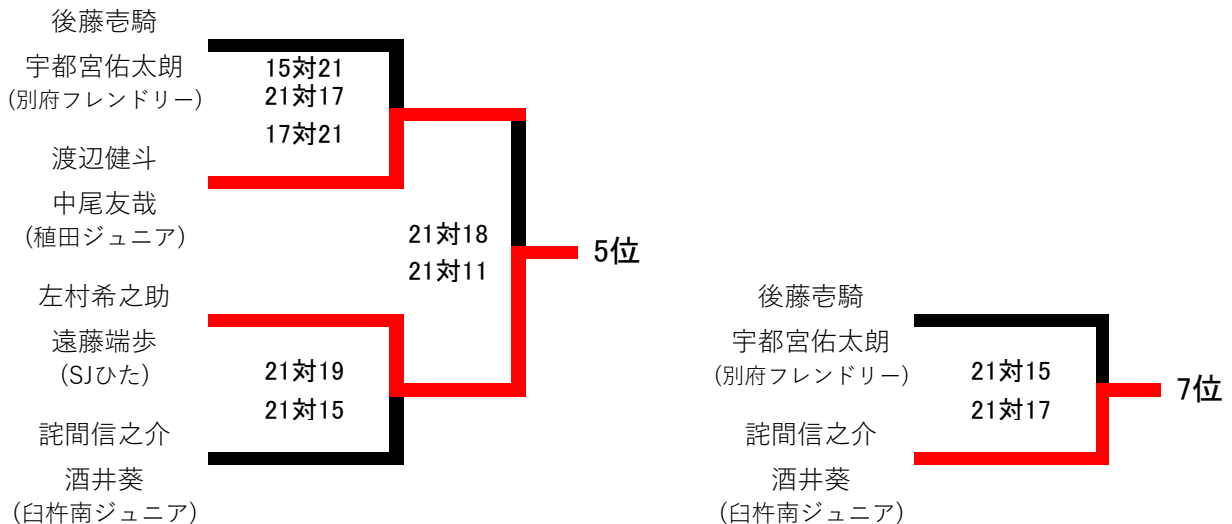 後藤壱騎
宇都宮佑太朗
(別府フレンドリー)
15対21
21対17
17対21
渡辺健斗
中尾友哉
(稙田ジュニア)
21対18
21対11
5位
左村希之助
遠藤端歩
(SJひた)
21対19
21対15
詫間信之介
酒井葵
(臼杵南ジュニア)
後藤壱騎
宇都宮佑太朗
(別府フレンドリー)
21対15
21対17
7位
詫間信之介
酒井葵
(臼杵南ジュニア)